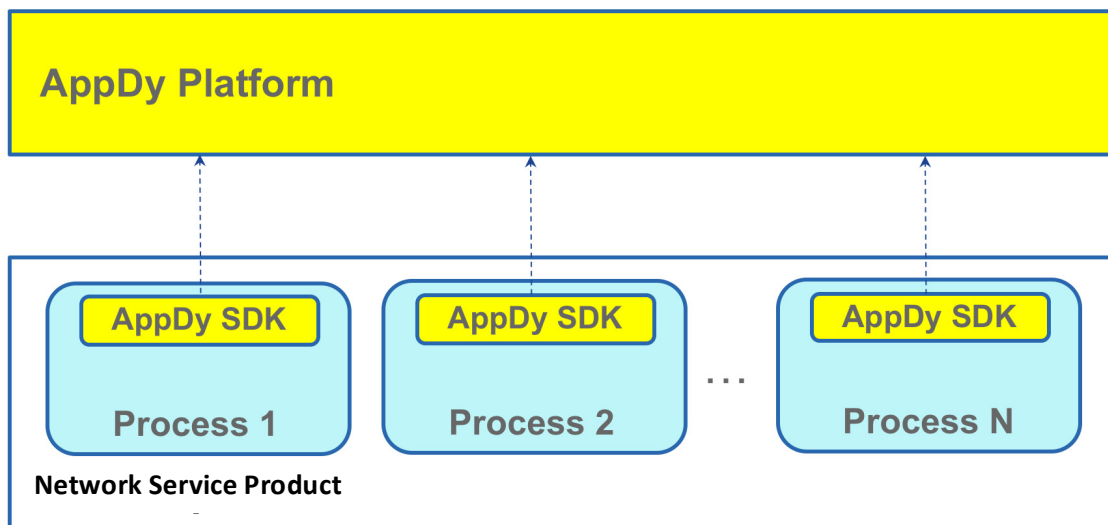 AppDy Platform
AppDy SDK
AppDy SDK
AppDy SDK
...
Process 1
Process 2
Process N
Network Service Product